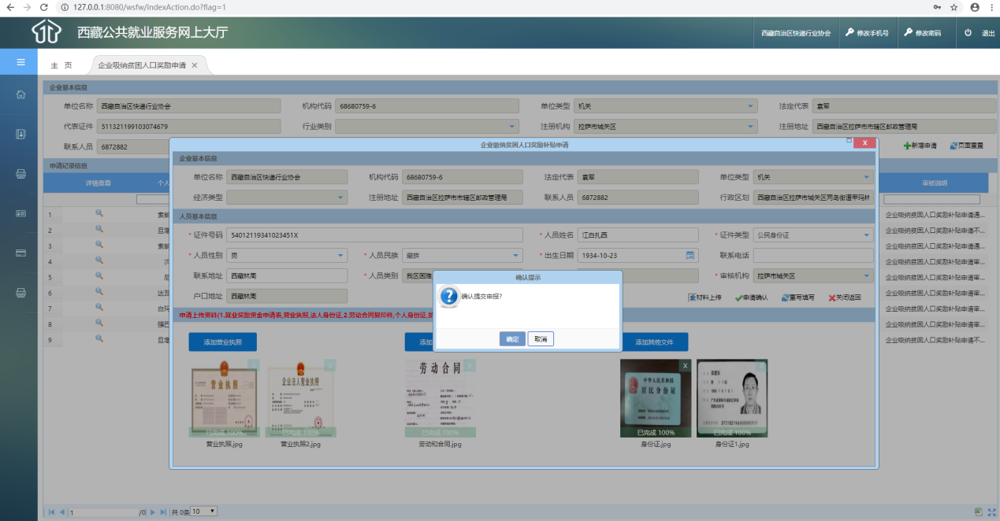 127.0.0.1:8080/wsfw/indexAction.do?flag=1
西藏公共就业服务网上大厅
西藏自治区快递行业协会 修改手机号 修改密码 退出
主 页 企业吸纳贫困人口奖励申请 ×
企业基本信息
单位名称 西藏自治区快递行业协会 机构代码 68680759-6 单位类型 机关 法定代表 袁军
代表证件 511321199103074679 行业类别 注册机构 拉萨市城关区 注册地址 西藏自治区拉萨市市辖区邮政管理局
联系人员 6872882 新增申请 页面重置
申请记录信息
详情查看 个人 审核说明
企业吸纳贫困人口奖励补贴申请
X
企业基本信息
单位名称 西藏自治区快递行业协会 机构代码 68680759-6 法定代表 袁军 单位类型 机关
经济类型 注册地址 西藏自治区拉萨市市辖区邮政管理局 联系人员 6872882 行政区划 西藏自治区拉萨市城关区两岛街道甲玛林
人员基本信息
* 证件号码 54012119341023451X * 人员姓名 江白扎西 * 证件类型 公民身份证
* 人员性别 男 * 人员民族 藏族 * 出生日期 1934-10-23 联系电话
联系地址 西藏林周 * 人员类别 我区困难 * 审核机构 拉萨市城关区
户口地址 西藏林周 材料上传 申请确认 重写填写 关闭返回
申请上传资料(1.就业奖励资金申请表,营业执照,法人身份证,2.劳动合同复印件,个人身份证,
确认提示
确认提交申报?
确定 取消
添加营业执照 添加 添加其他文件
营业执照 企业法人营业执照 劳动合同 中华人民共和国
居民身份证
已完成 100% 已完成 100% 已完成 100% 已完成 100% 已完成 100%
营业执照.jpg 营业执照2.jpg 劳动和合同.jpg 身份证.jpg 身份证1.jpg
1 企业吸纳贫困人口奖励补贴申请通...
2 旦增 企业吸纳贫困人口奖励补贴申请不...
3 企业吸纳贫困人口奖励补贴申请通...
4 次 企业吸纳贫困人口奖励补贴申请审...
5 尼 企业吸纳贫困人口奖励补贴申请审...
6 达瓦 企业吸纳贫困人口奖励补贴申请审...
7 白玛 企业吸纳贫困人口奖励补贴申请审...
8 强巴 企业吸纳贫困人口奖励补贴申请审...
9 旦增 企业吸纳贫困人口奖励补贴申请不...
1 /0 共 0条 10